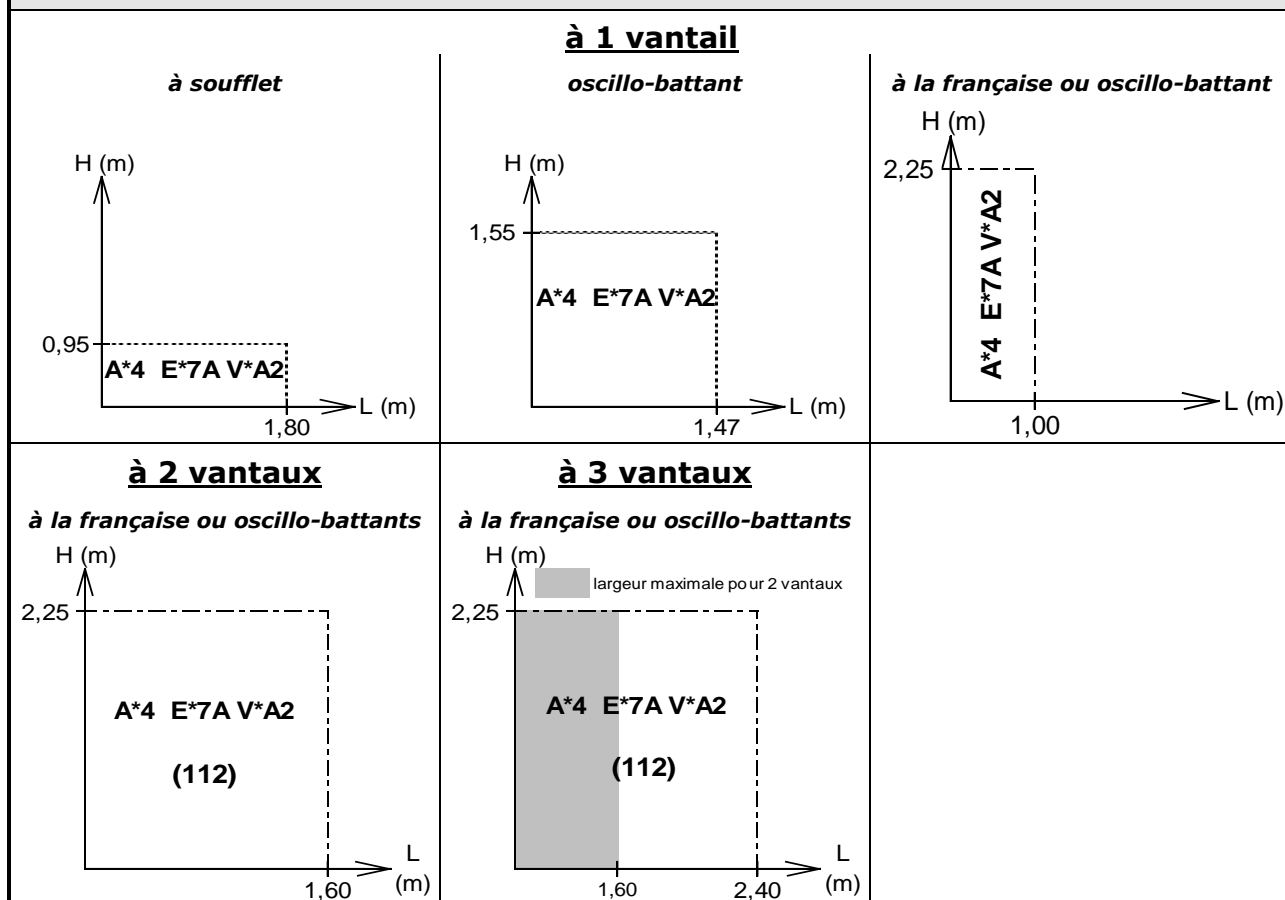 à 1 vantail
à soufflet
H (m)
0,95
A*4 E*7A V*A2
L (m)
1,80
oscillo-battant
H (m)
1,55
A*4 E*7A V*A2
L (m)
1,47
à la française ou oscillo-battant
H (m)
2,25
A*4 E*7A V*A2
L (m)
1,00
à 2 vantaux
à la française ou oscillo-battants
H (m)
2,25
A*4 E*7A V*A2
(112)
L
(m)
1,60
à 3 vantaux
à la française ou oscillo-battants
H (m)
largeur maximale pour 2 vantaux
2,25
A*4 E*7A V*A2
(112)
L
(m)
1,60
2,40